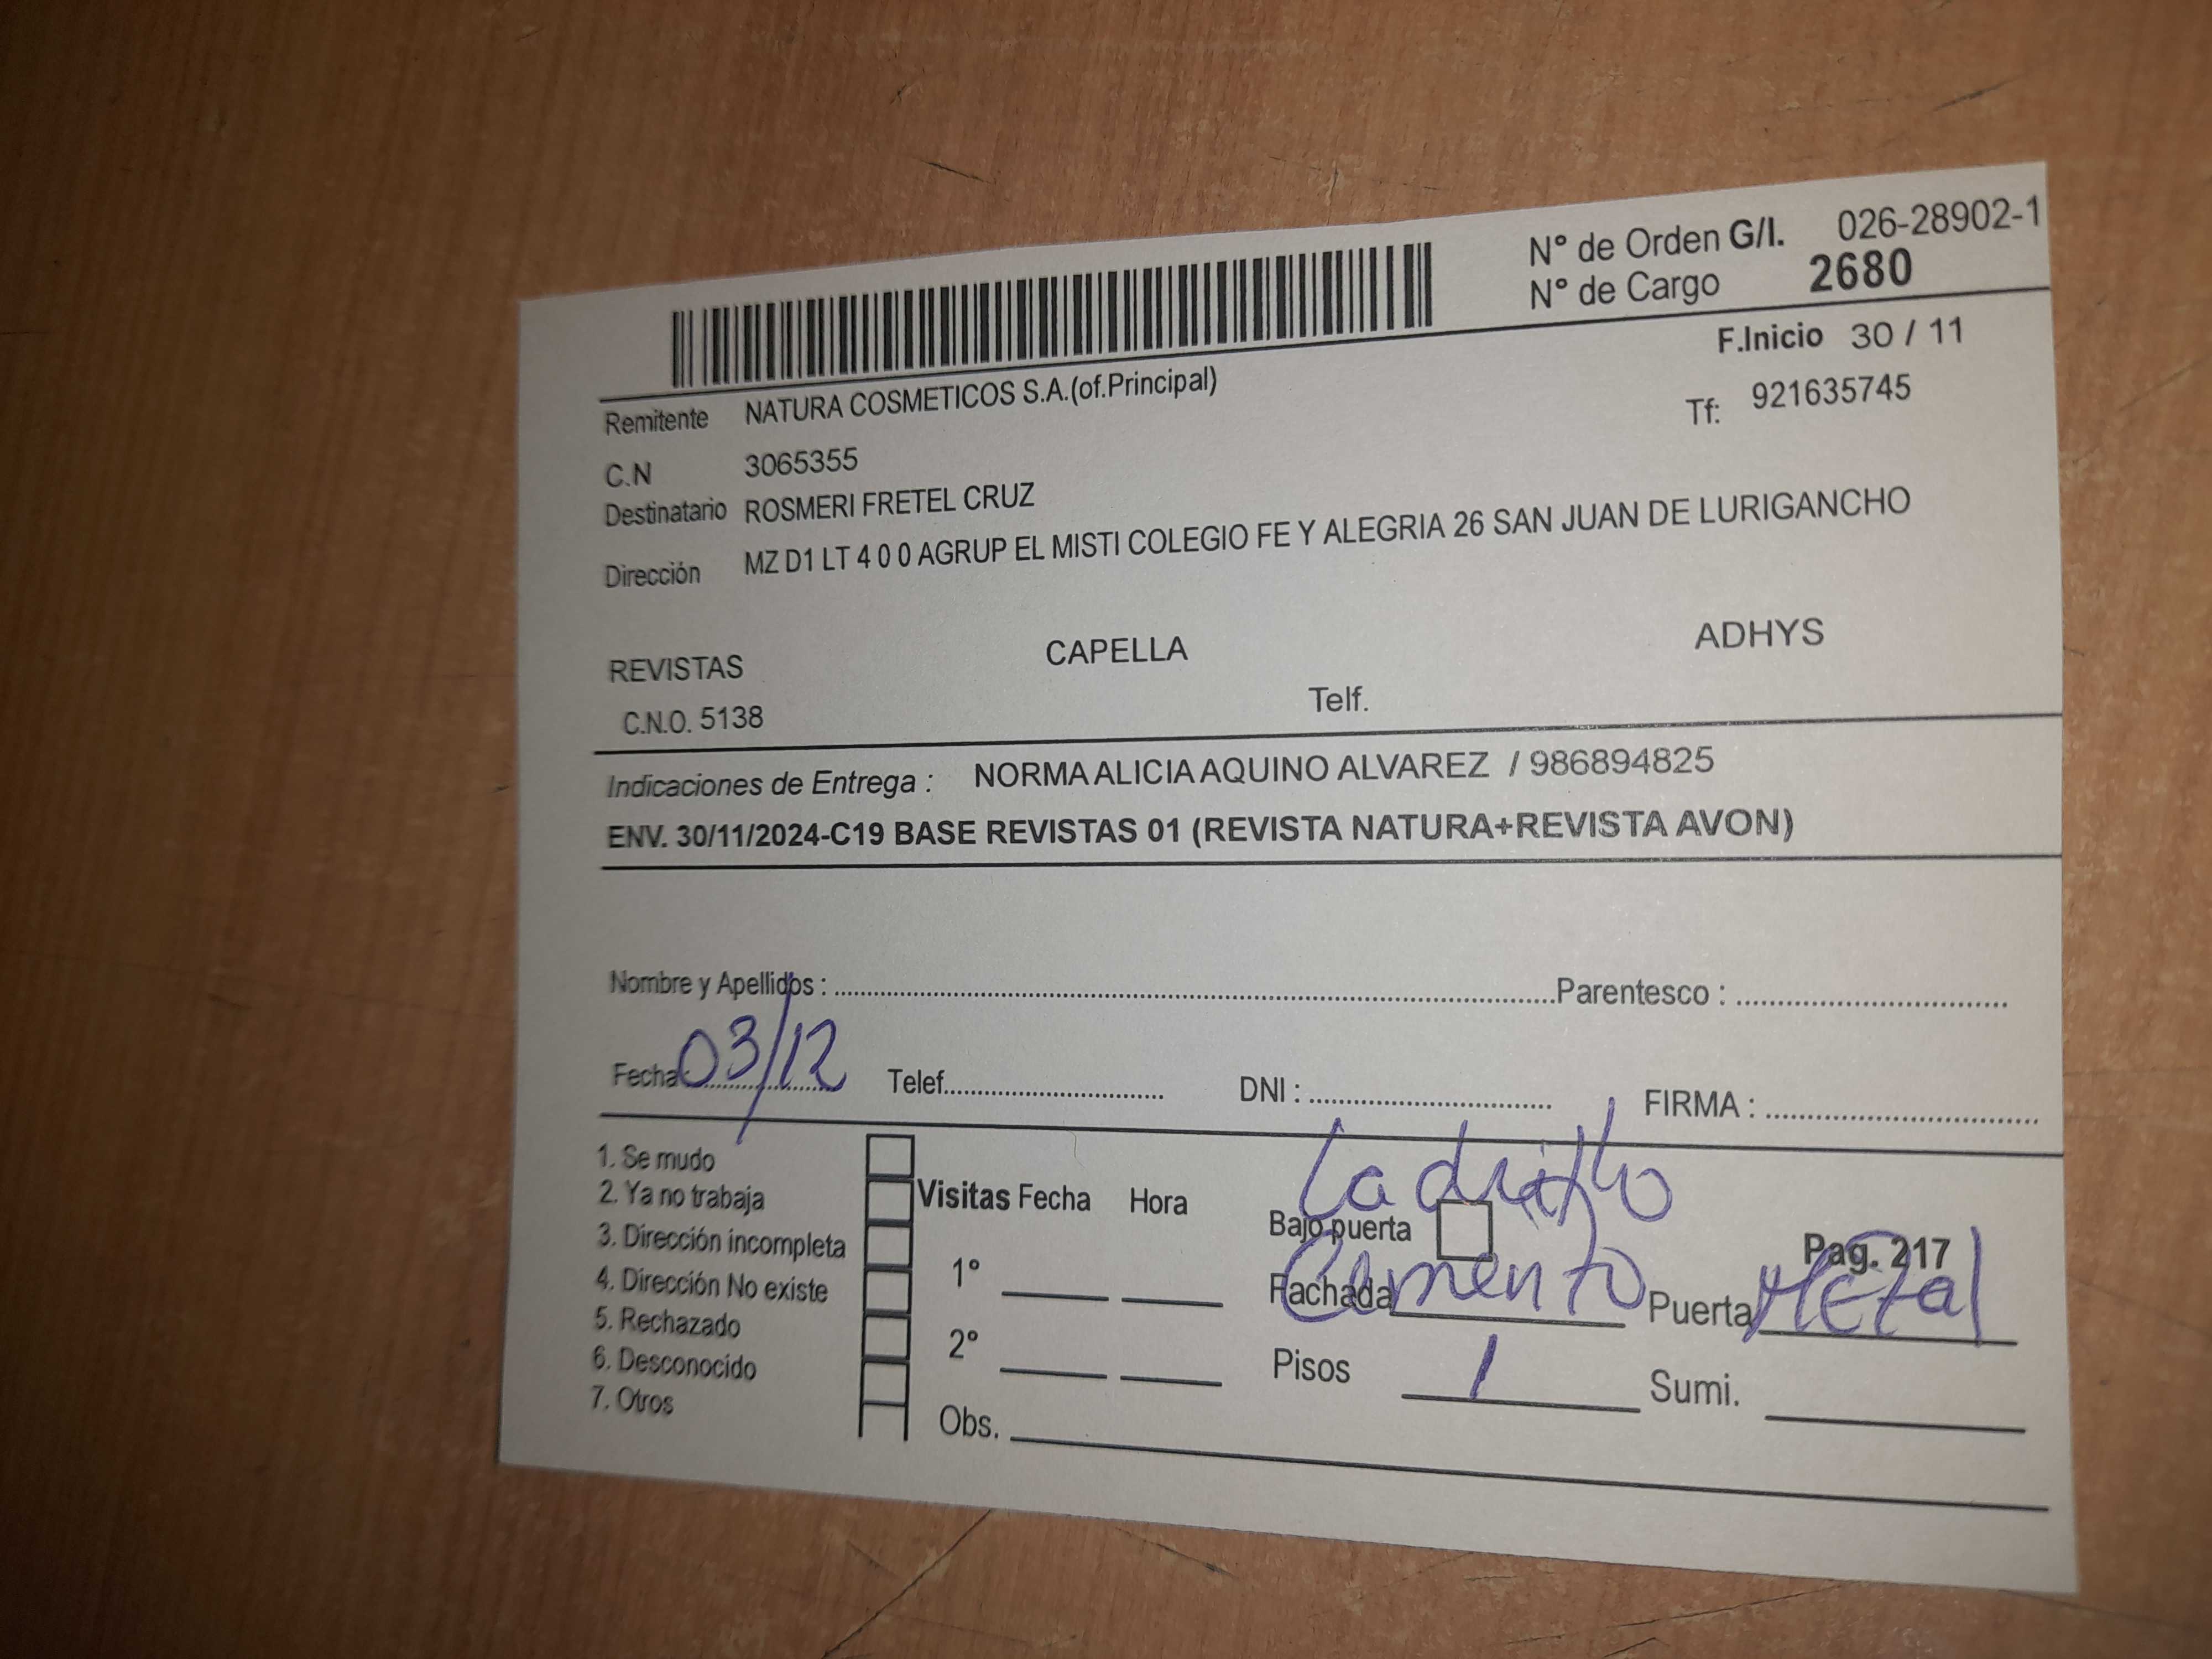 N° de Orden G/I. 026-28902-1
N° de Cargo 2680
F.Inicio 30 / 11
Remitente NATURA COSMETICOS S.A.(of.Principal)
Tf: 921635745
C.N 3065355
Destinatario ROSMERI FRETEL CRUZ
Dirección MZ D1 LT 4 0 0 AGRUP EL MISTI COLEGIO FE Y ALEGRIA 26 SAN JUAN DE LURIGANCHO
REVISTAS CAPELLA ADHYS
C.N.O. 5138 Telf.
Indicaciones de Entrega : NORMA ALICIA AQUINO ALVAREZ / 986894825
ENV. 30/11/2024-C19 BASE REVISTAS 01 (REVISTA NATURA+REVISTA AVON)
Nombre y Apellidos : Parentesco :
Fecha 03/12 Telef. DNI : FIRMA :
1. Se mudo
2. Ya no trabaja
3. Dirección incompleta
4. Dirección No existe
5. Rechazado
6. Desconocido
7. Otros
Visitas Fecha Hora
1°
2°
Obs.
Ladrillo
Bajo puerta
Pag. 217
Fachada Cemento Puerta Metal
Pisos 1 Sumi.